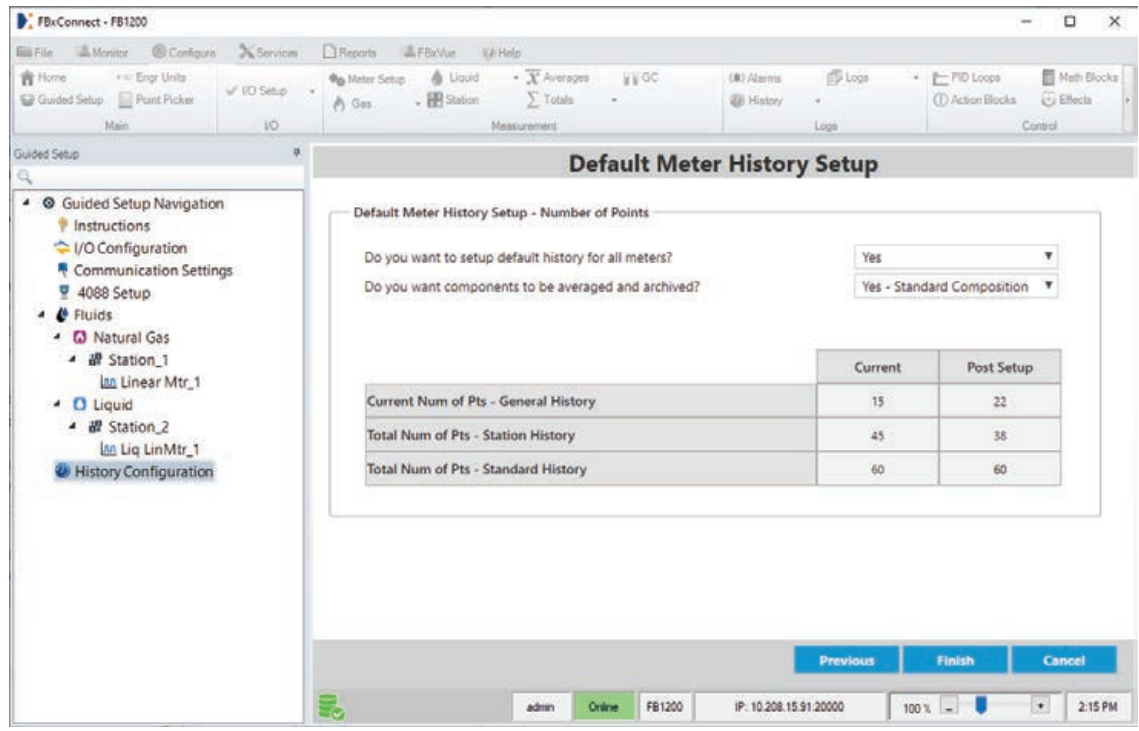 FBxConnect - FB1200
File Monitor Configure Services Reports FBxVue Help
Home Engr Units I/O Setup Meter Setup Liquid Averages GC Alarms Logs PID Loops Math Blocks
Guided Setup Point Picker Gas Station Totals History Action Blocks Effects
Main I/O Measurement Logs Control
Guided Setup
Guided Setup Navigation
Instructions
I/O Configuration
Communication Settings
4088 Setup
Fluids
Natural Gas
Station_1
Linear Mtr_1
Liquid
Station_2
Liq LinMtr_1
History Configuration
Default Meter History Setup
Default Meter History Setup - Number of Points
Do you want to setup default history for all meters? Yes
Do you want components to be averaged and archived? Yes - Standard Composition
Current Post Setup
Current Num of Pts - General History 15 22
Total Num of Pts - Station History 45 38
Total Num of Pts - Standard History 60 60
Previous Finish Cancel
admin Online FB1200 IP: 10.208.15.91:20000 100 % 2:15 PM